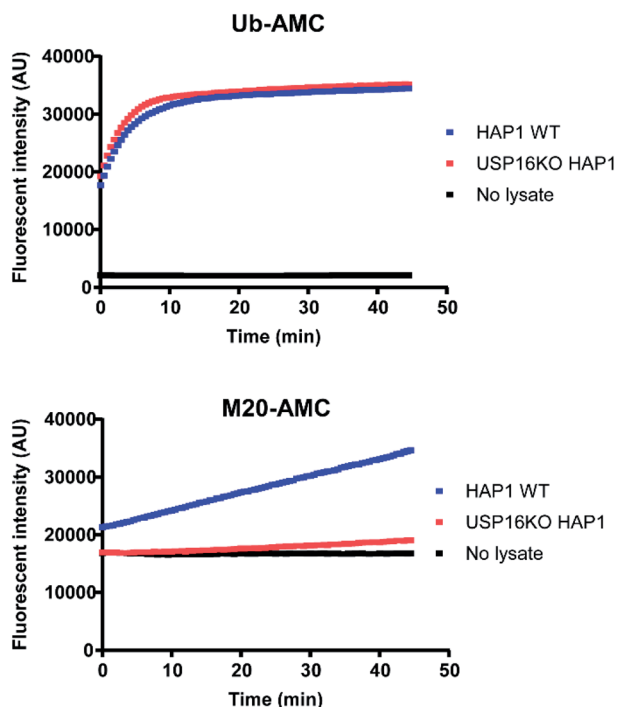 Ub-AMC
40000
30000
20000
10000
0
Fluorescent intensity (AU)
0 10 20 30 40 50
Time (min)
HAP1 WT
USP16KO HAP1
No lysate
M20-AMC
40000
30000
20000
10000
0
Fluorescent intensity (AU)
0 10 20 30 40 50
Time (min)
HAP1 WT
USP16KO HAP1
No lysate